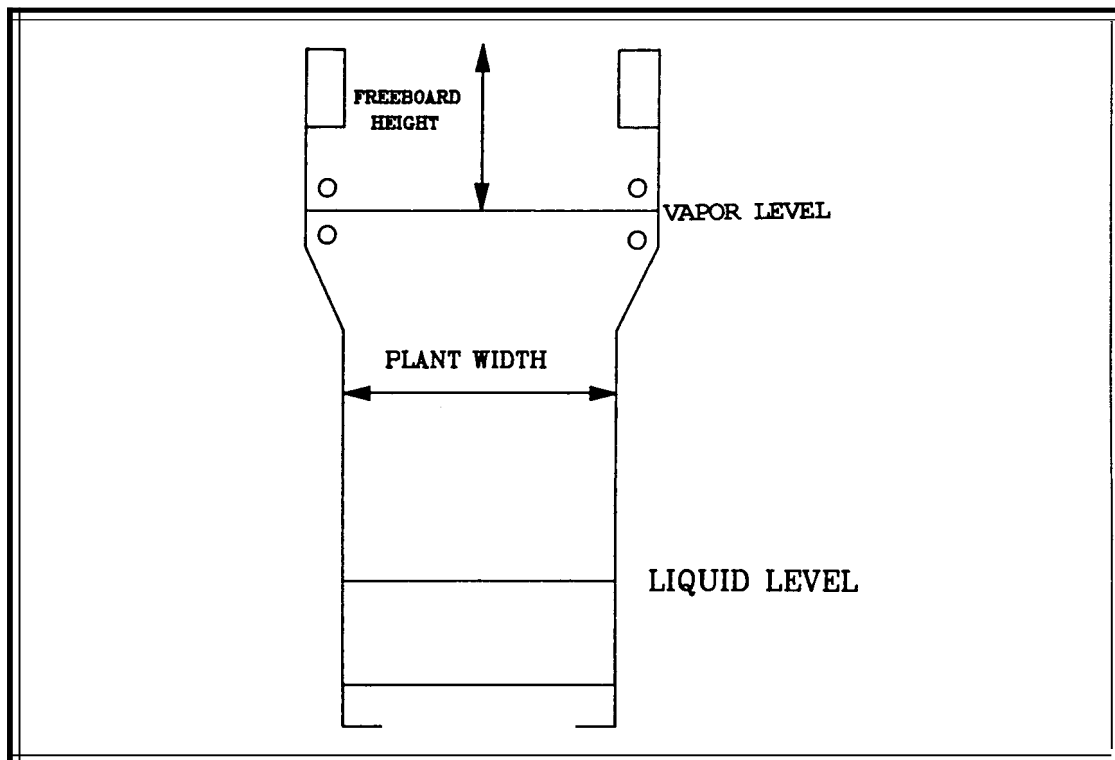 FREEBOARD
HEIGHT
VAPOR LEVEL
PLANT WIDTH
LIQUID LEVEL